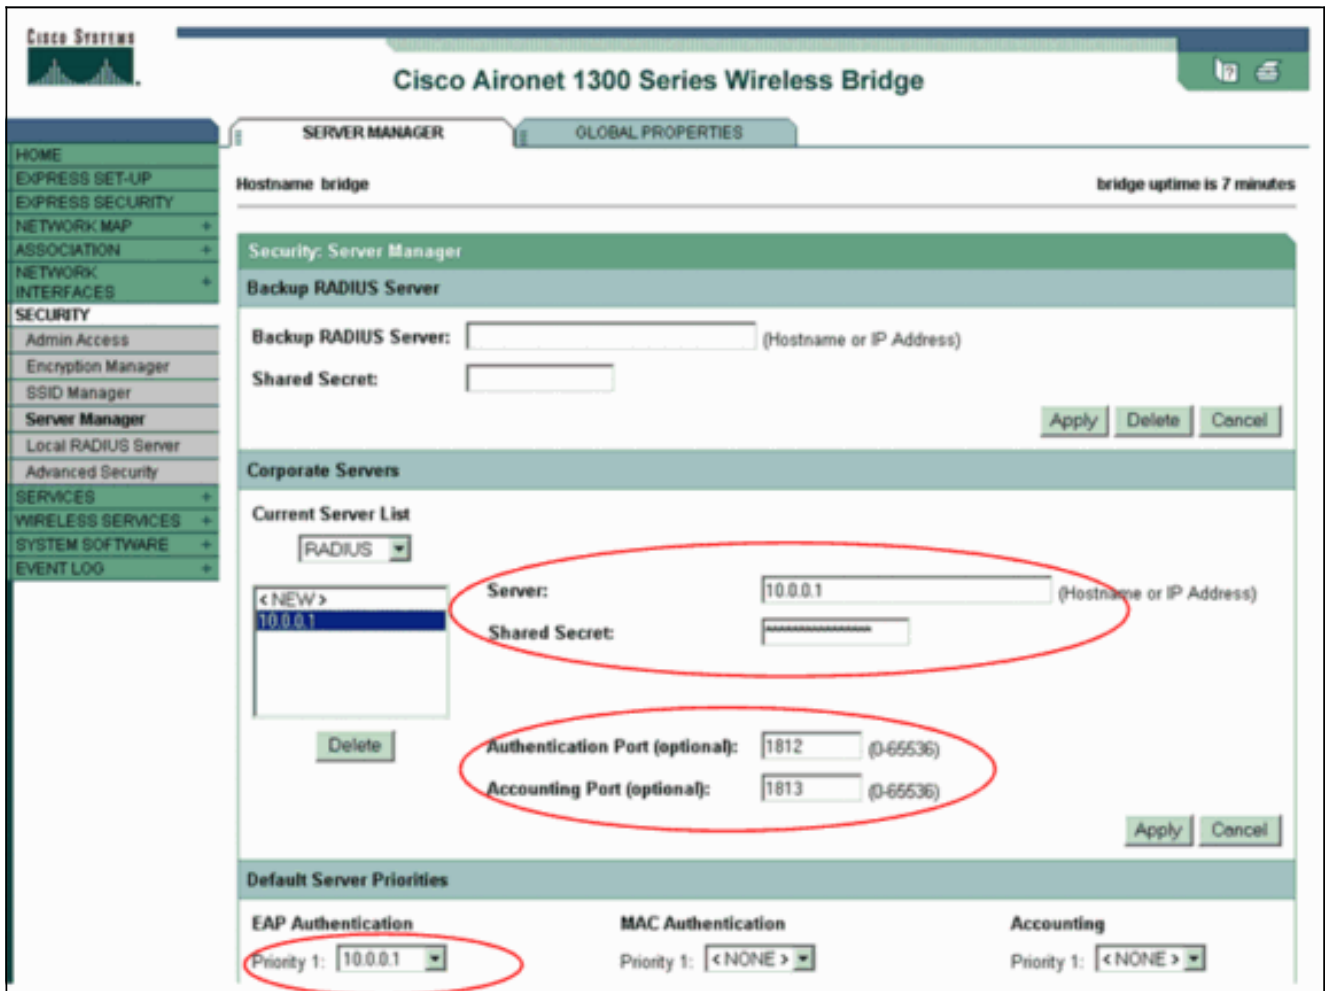 CISCO SYSTEMS
Cisco Aironet 1300 Series Wireless Bridge
SERVER MANAGER
GLOBAL PROPERTIES
HOME
EXPRESS SET-UP
EXPRESS SECURITY
NETWORK MAP +
ASSOCIATION +
NETWORK
INTERFACES +
SECURITY
Admin Access
Encryption Manager
SSID Manager
Server Manager
Local RADIUS Server
Advanced Security
SERVICES +
WIRELESS SERVICES +
SYSTEM SOFTWARE +
EVENT LOG +
Hostname bridge
bridge uptime is 7 minutes
Security: Server Manager
Backup RADIUS Server
Backup RADIUS Server: (Hostname or IP Address)
Shared Secret:
Apply Delete Cancel
Corporate Servers
Current Server List
RADIUS
< NEW >
10.0.0.1
Delete
Server: 10.0.0.1 (Hostname or IP Address)
Shared Secret:
Authentication Port (optional): 1812 (0-65536)
Accounting Port (optional): 1813 (0-65536)
Apply Cancel
Default Server Priorities
EAP Authentication
Priority 1: 10.0.0.1
MAC Authentication
Priority 1: < NONE >
Accounting
Priority 1: < NONE >